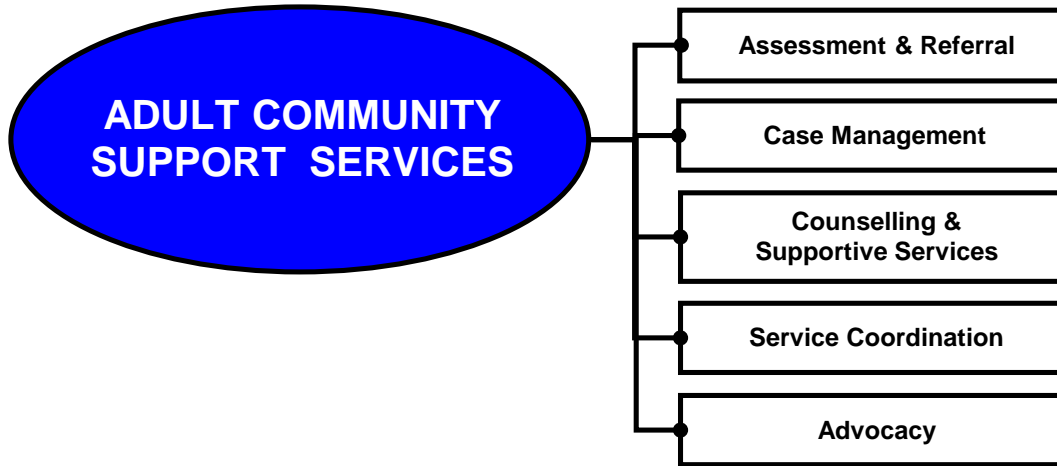 ADULT COMMUNITY
SUPPORT SERVICES
Assessment & Referral
Case Management
Counselling &
Supportive Services
Service Coordination
Advocacy